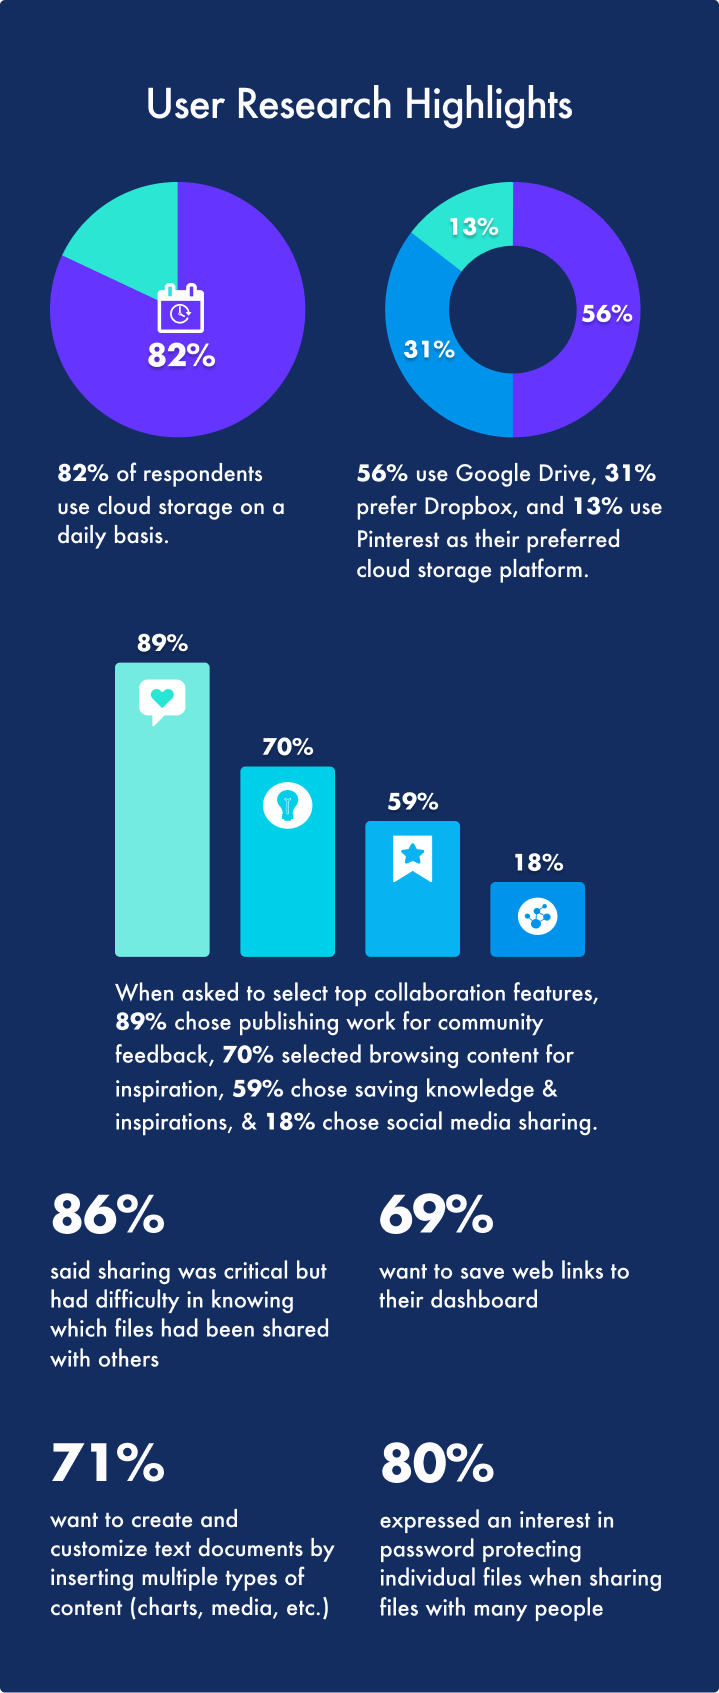 User Research Highlights
82%
13%
56%
31%
82% of respondents
use cloud storage on a
daily basis.
56% use Google Drive, 31%
prefer Dropbox, and 13% use
Pinterest as their preferred
cloud storage platform.
89%
70%
59%
18%
When asked to select top collaboration features,
89% chose publishing work for community
feedback, 70% selected browsing content for
inspiration, 59% chose saving knowledge &
inspirations, & 18% chose social media sharing.
86%
said sharing was critical but
had difficulty in knowing
which files had been shared
with others
69%
want to save web links to
their dashboard
71%
want to create and
customize text documents by
inserting multiple types of
content (charts, media, etc.)
80%
expressed an interest in
password protecting
individual files when sharing
files with many people